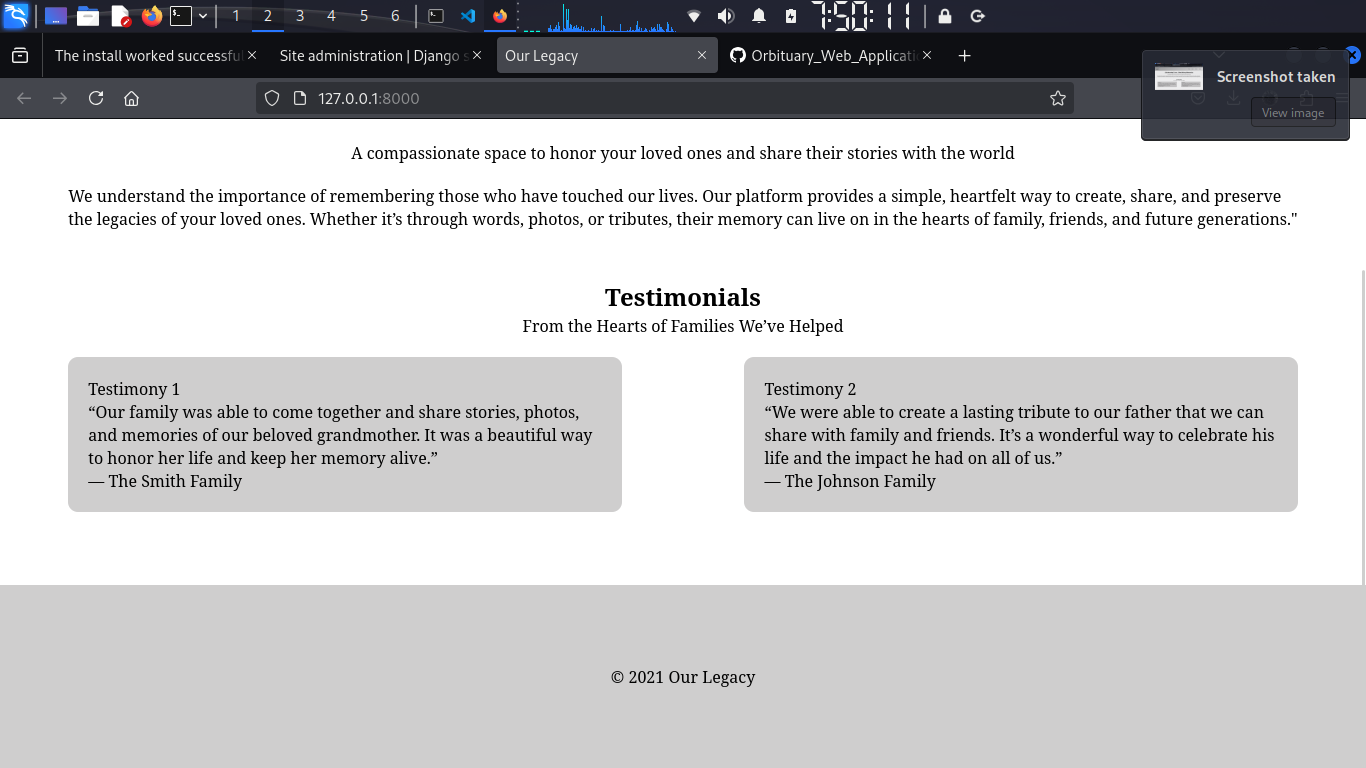 1 2 3 4 5 6 7:50:11
The install worked successfu Site administration | Django s Our Legacy Orbituary_Web_Applicatio
127.0.0.1:8000
Screenshot taken
View image
A compassionate space to honor your loved ones and share their stories with the world
We understand the importance of remembering those who have touched our lives. Our platform provides a simple, heartfelt way to create, share, and preserve
the legacies of your loved ones. Whether it’s through words, photos, or tributes, their memory can live on in the hearts of family, friends, and future generations."
Testimonials
From the Hearts of Families We’ve Helped
Testimony 1
“Our family was able to come together and share stories, photos,
and memories of our beloved grandmother. It was a beautiful way
to honor her life and keep her memory alive.”
— The Smith Family
Testimony 2
“We were able to create a lasting tribute to our father that we can
share with family and friends. It’s a wonderful way to celebrate his
life and the impact he had on all of us.”
— The Johnson Family
© 2021 Our Legacy